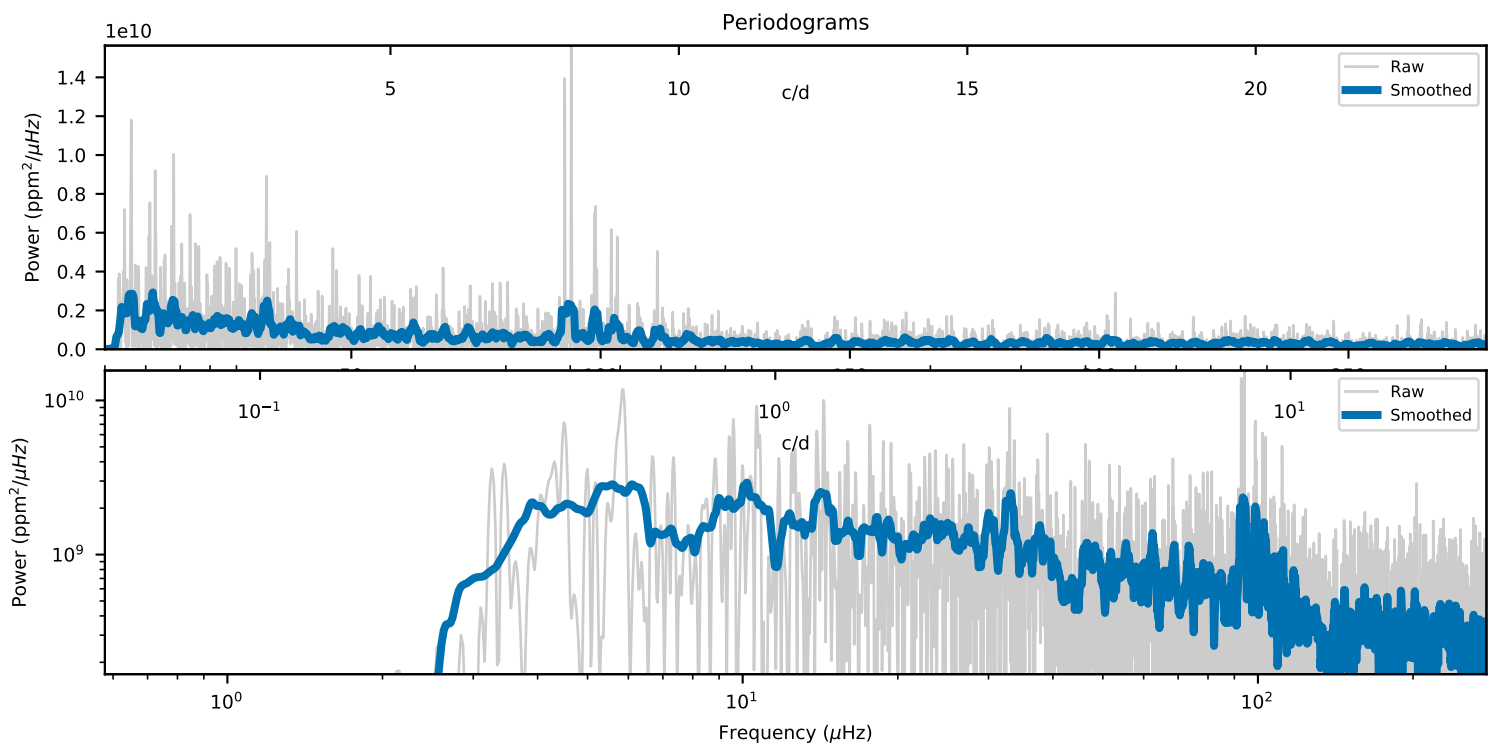 Periodograms
1e10
Power (ppm²/μHz)
1.4
1.2
1.0
0.8
0.6
0.4
0.2
0.0
5
10
15
20
c/d
Raw
Smoothed
Power (ppm²/μHz)
10¹⁰
10⁹
10⁻¹
10⁰
10¹
c/d
Raw
Smoothed
10⁰
10¹
10²
Frequency (μHz)